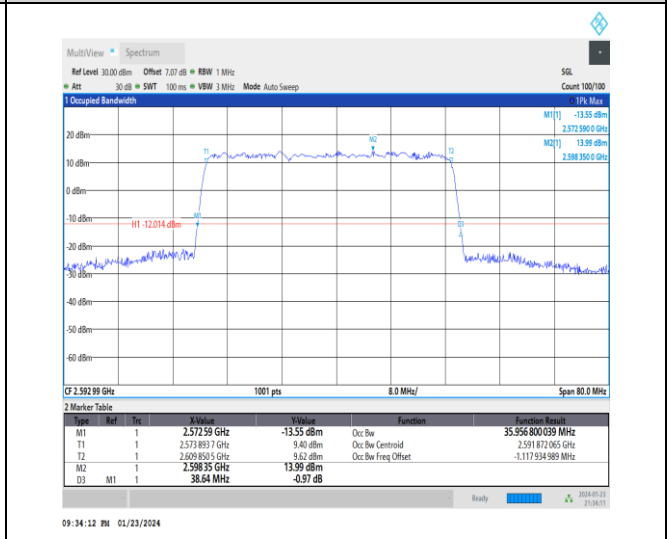 MultiView Spectrum
Ref Level 30.00 dBm Offset 7.07 dB RBW 1 MHz SGL
Att 30 dB SWT 100 ms VBW 3 MHz Mode Auto Sweep Count 100/100
1 Occupied Bandwidth 1Pk Max
M1[1] -13.55 dBm
2.572 590 0 GHz
M2[1] 13.99 dBm
2.598 350 0 GHz
20 dBm
M2
T1 T2
10 dBm
0 dBm
-10 dBm
M1
H1 -12.014 dBm D3
-20 dBm
-30 dBm
-40 dBm
-50 dBm
-60 dBm
CF 2.592 99 GHz 1001 pts 8.0 MHz/ Span 80.0 MHz
2 Marker Table
Type Ref Trc X-Value Y-Value Function Function Result
M1 1 2.572 59 GHz -13.55 dBm Occ Bw 35.956 800 039 MHz
T1 1 2.573 893 7 GHz 9.40 dBm Occ Bw Centroid 2.591 872 065 GHz
T2 1 2.609 850 5 GHz 9.62 dBm Occ Bw Freq Offset -1.117 934 989 MHz
M2 1 2.598 35 GHz 13.99 dBm
D3 M1 1 38.64 MHz -0.97 dB
Ready 2024-01-23
21:34:11
09:34:12 PM 01/23/2024